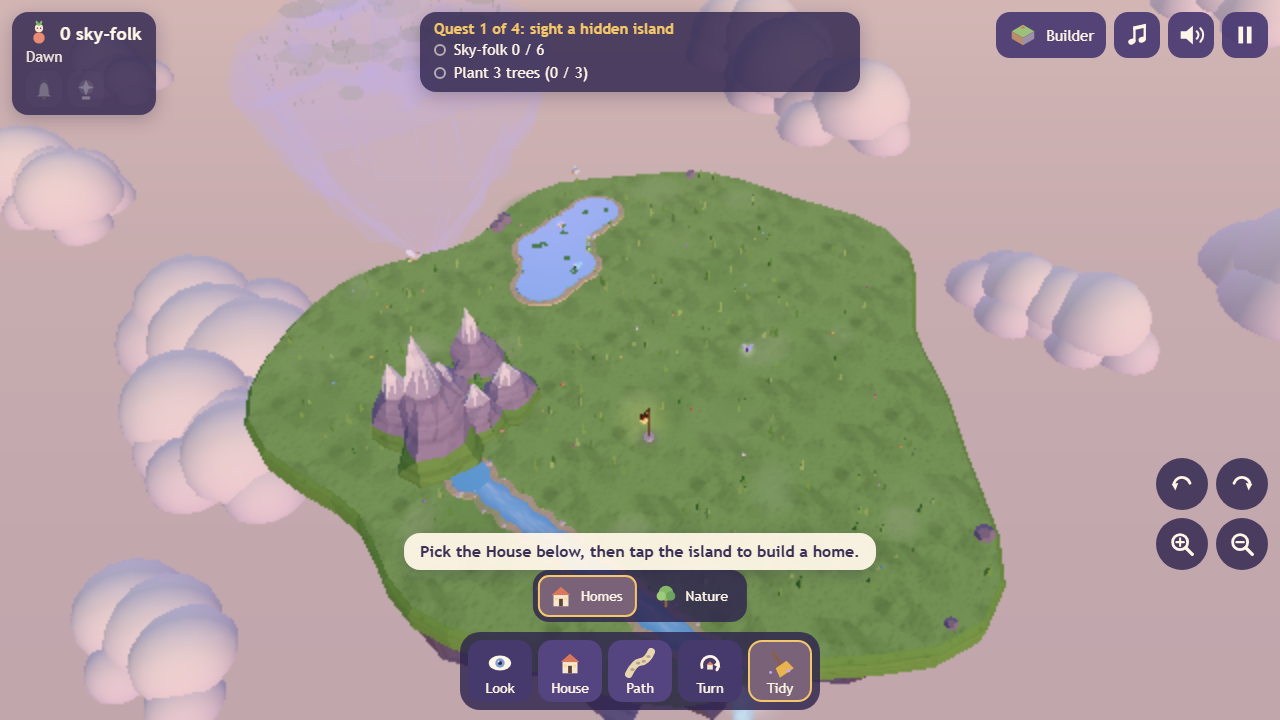 0 sky-folk
Dawn
Quest 1 of 4: sight a hidden island
Sky-folk 0 / 6
Plant 3 trees (0 / 3)
Builder
Pick the House below, then tap the island to build a home.
Homes
Nature
Look
House
Path
Turn
Tidy